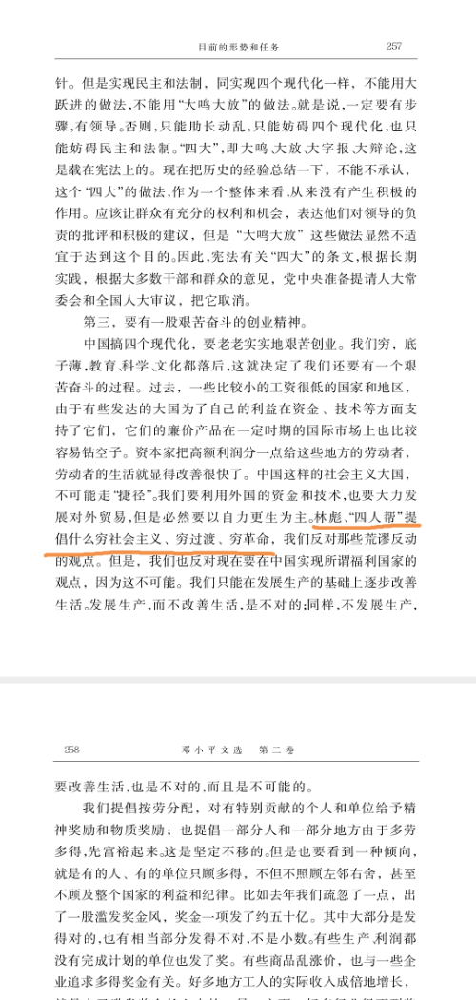 目前的形势和任务 257
针。但是实现民主和法制，同实现四个现代化一样，不能用大
跃进的做法，不能用“大鸣大放”的做法。就是说，一定要有步
骤，有领导。否则，只能助长动乱，只能妨碍四个现代化，也只
能妨碍民主和法制。“四大”，即大鸣、大放、大字报、大辩论，这
是载在宪法上的。现在把历史的经验总结一下，不能不承认，
这个“四大”的做法，作为一个整体来看，从来没有产生积极的
作用。应该让群众有充分的权利和机会，表达他们对领导的负
责的批评和积极的建议，但是“大鸣大放”这些做法显然不适
宜于达到这个目的。因此，宪法有关“四大”的条文，根据长期
实践，根据大多数干部和群众的意见，党中央准备提请人大常
委会和全国人大审议，把它取消。
第三，要有一股艰苦奋斗的创业精神。
中国搞四个现代化，要老老实实地艰苦创业。我们穷，底
子薄，教育、科学、文化都落后，这就决定了我们还要有一个艰
苦奋斗的过程。过去，一些比较小的工资很低的国家和地区，
由于有些发达的大国为了自己的利益在资金、技术等方面支
持了它们，它们的廉价产品在一定时期的国际市场上也比较
容易钻空子。资本家把高额利润分一点给这些地方的劳动者，
劳动者的生活就显得改善很快了。中国这样的社会主义大国，
不可能走“捷径”。我们要利用外国的资金和技术，也要大力发
展对外贸易，但是必然要以自力更生为主。林彪、“四人帮”提
倡什么穷社会主义、穷过渡、穷革命，我们反对那些荒谬反动
的观点。但是，我们也反对现在要在中国实现所谓福利国家的
观点，因为这不可能。我们只能在发展生产的基础上逐步改善
生活。发展生产，而不改善生活，是不对的；同样，不发展生产，
258 邓小平文选 第二卷
要改善生活，也是不对的，而且是不可能的。
我们提倡按劳分配，对有特别贡献的个人和单位给予精
神奖励和物质奖励；也提倡一部分人和一部分地方由于多劳
多得，先富裕起来。这是坚定不移的。但是也要看到一种倾向，
就是有的人、有的单位只顾多得，不但不照顾左邻右舍，甚至
不顾及整个国家的利益和纪律。比如去年我们疏忽了一点，出
了一股滥发奖金风，奖金一项发了约五十亿。其中大部分是发
得对的，也有相当部分发得不对，不是小数。有些生产、利润都
没有完成计划的单位也发了奖。有些商品乱涨价，也与一些企
业追求多得奖金有关。好多地方工人的实际收入成倍地增长，